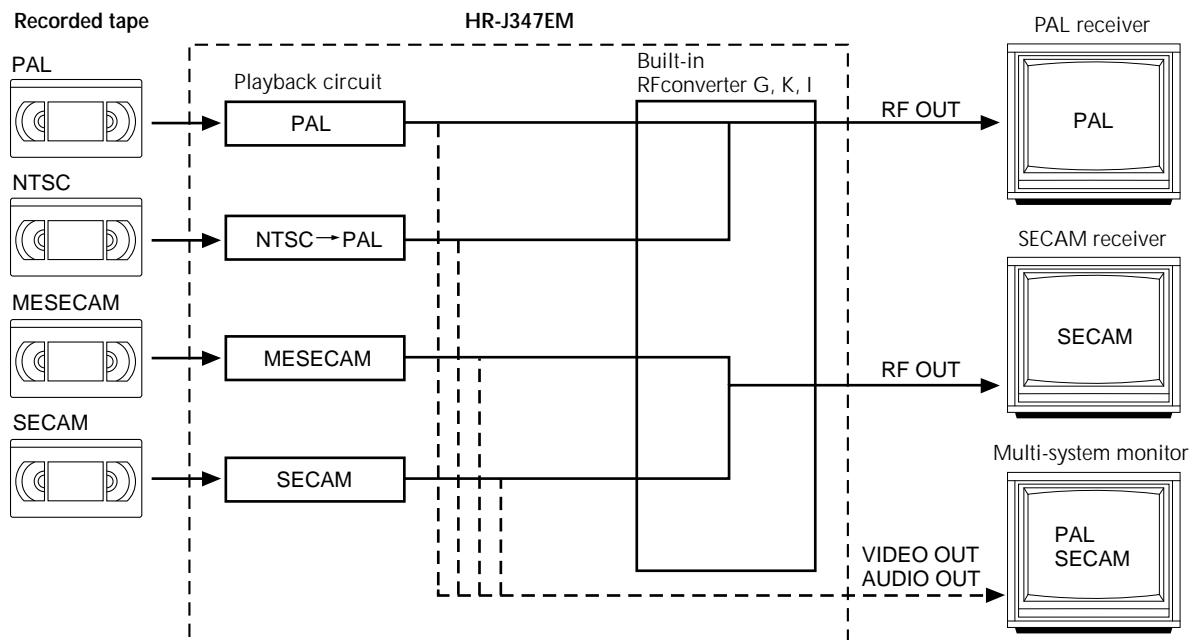 Recorded tape
HR-J347EM
PAL receiver
PAL
Playback circuit
Built-in
RFconverter G, K, I
PAL
RF OUT
PAL
NTSC
NTSC→PAL
SECAM receiver
MESECAM
MESECAM
RF OUT
SECAM
SECAM
SECAM
Multi-system monitor
VIDEO OUT
AUDIO OUT
PAL
SECAM